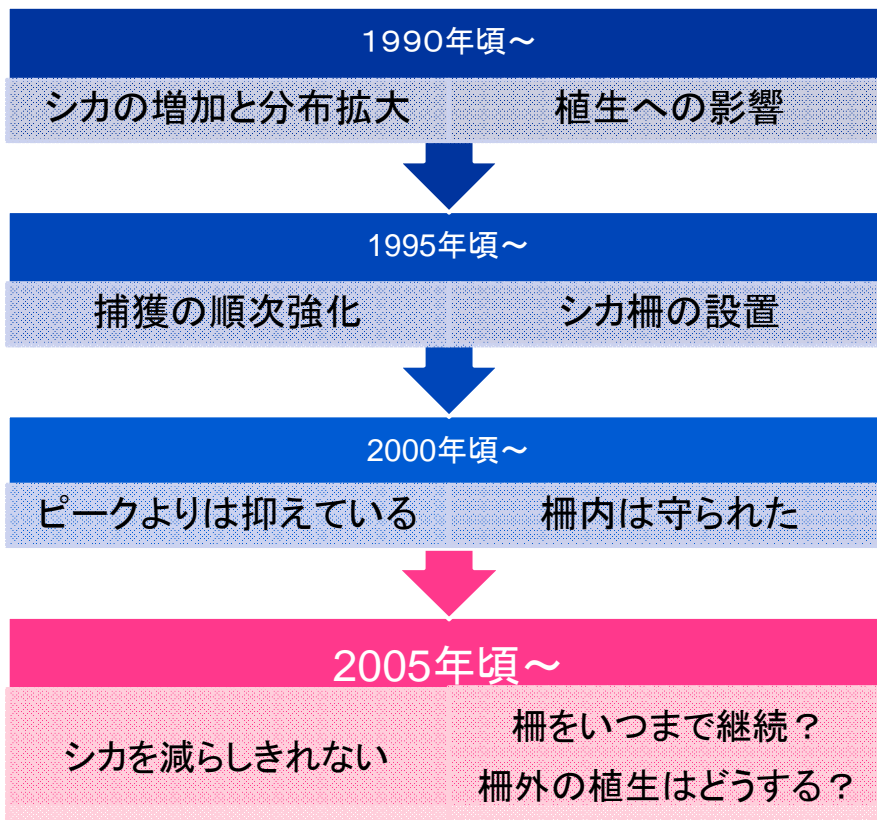 1990年頃～
シカの増加と分布拡大
植生への影響
1995年頃～
捕獲の順次強化
シカ柵の設置
2000年頃～
ピークよりは抑えている
柵内は守られた
2005年頃～
シカを減らしきれない
柵をいつまで継続？
柵外の植生はどうする？